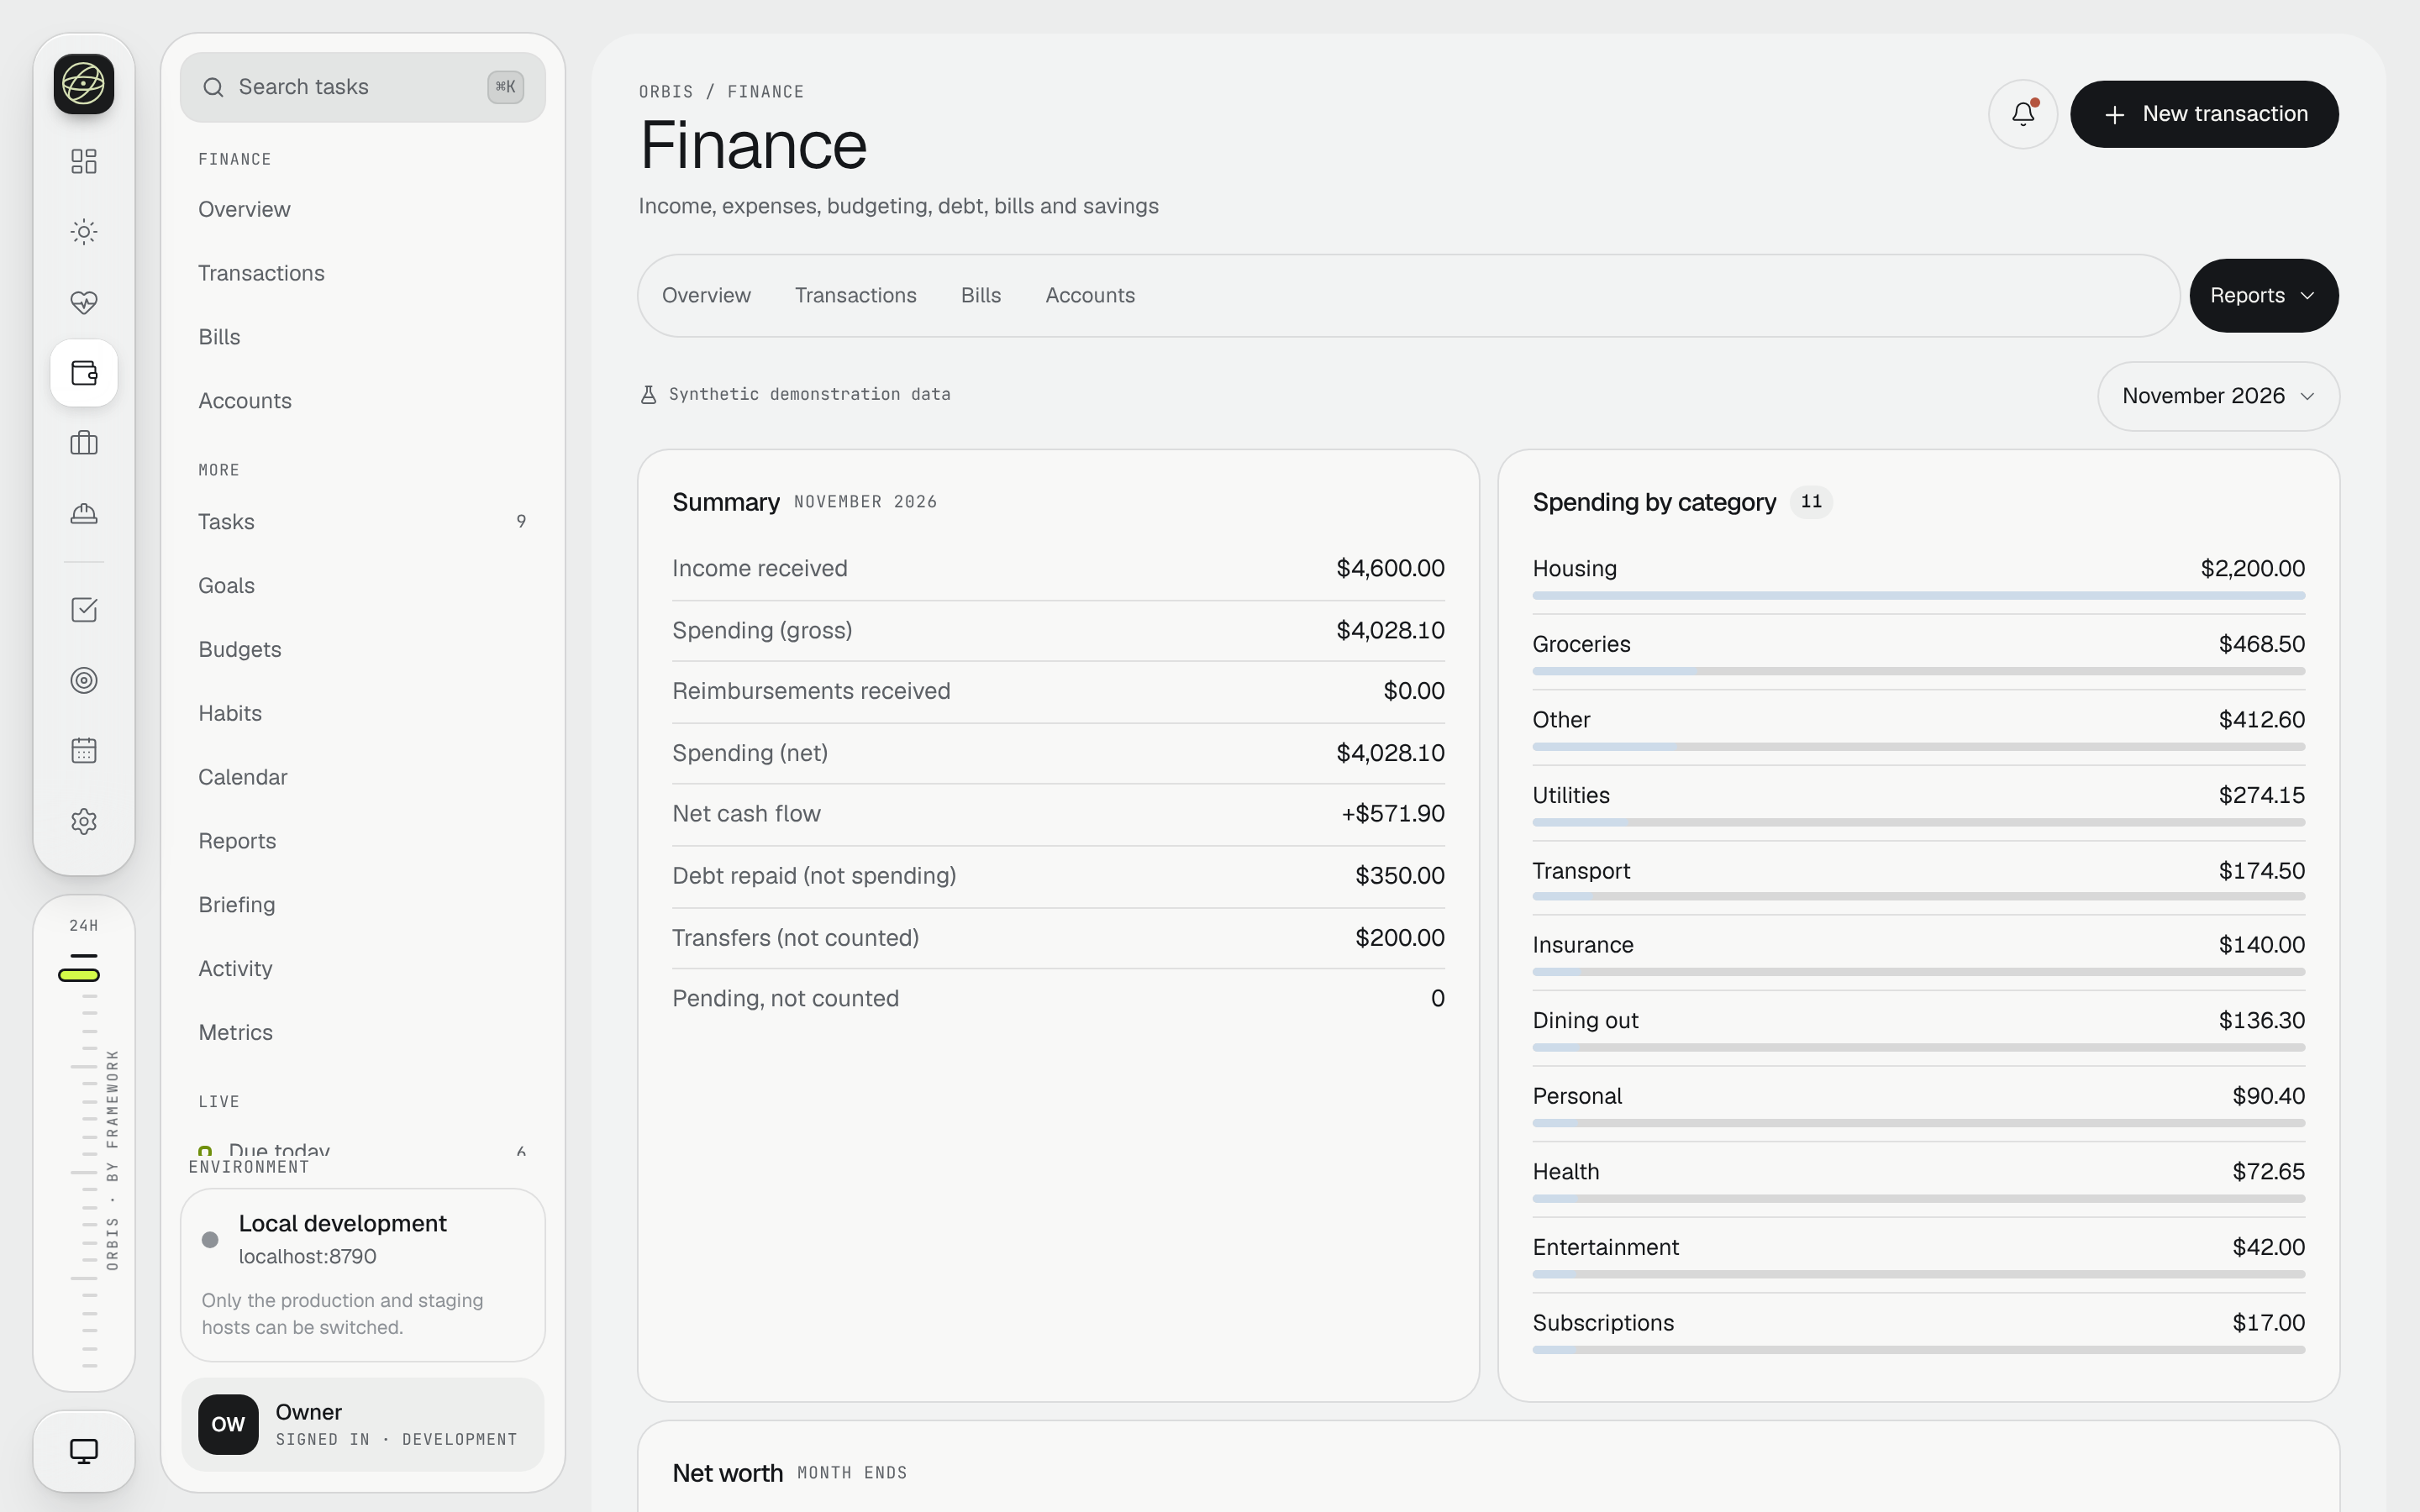 Search tasks
⌘K
FINANCE
Overview
Transactions
Bills
Accounts
MORE
Tasks 9
Goals
Budgets
Habits
Calendar
Reports
Briefing
Activity
Metrics
LIVE
Due today 6
ENVIRONMENT
Local development
localhost:8790
Only the production and staging
hosts can be switched.
OW
Owner
SIGNED IN · DEVELOPMENT
24H
ORBIS · BY FRAMEWORK
ORBIS / FINANCE
Finance
Income, expenses, budgeting, debt, bills and savings
New transaction
Overview Transactions Bills Accounts
Reports
Synthetic demonstration data
November 2026
Summary NOVEMBER 2026
Income received $4,600.00
Spending (gross) $4,028.10
Reimbursements received $0.00
Spending (net) $4,028.10
Net cash flow +$571.90
Debt repaid (not spending) $350.00
Transfers (not counted) $200.00
Pending, not counted 0
Spending by category 11
Housing $2,200.00
Groceries $468.50
Other $412.60
Utilities $274.15
Transport $174.50
Insurance $140.00
Dining out $136.30
Personal $90.40
Health $72.65
Entertainment $42.00
Subscriptions $17.00
Net worth MONTH ENDS